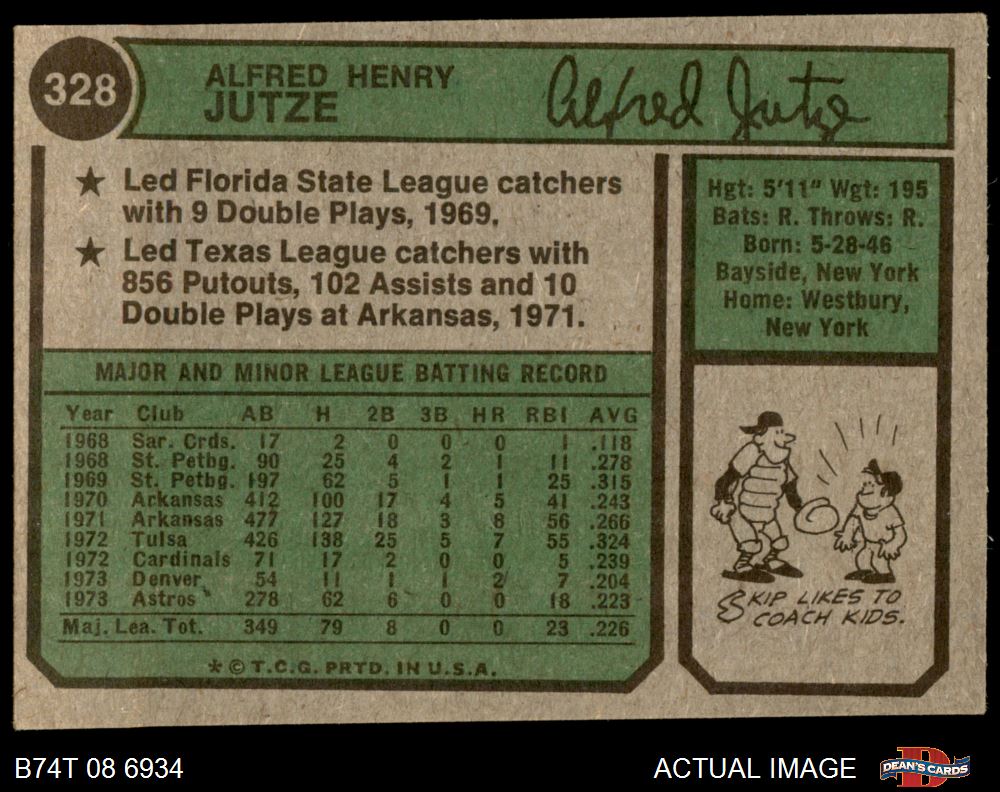 328
ALFRED HENRY
JUTZE
Alfred Jutze
★ Led Florida State League catchers
with 9 Double Plays, 1969.
★ Led Texas League catchers with
856 Putouts, 102 Assists and 10
Double Plays at Arkansas, 1971.
Hgt: 5'11" Wgt: 195
Bats: R. Throws: R.
Born: 5-28-46
Bayside, New York
Home: Westbury,
New York
MAJOR AND MINOR LEAGUE BATTING RECORD
Year Club AB H 2B 3B HR RBI AVG
1968 Sar. Crds. 17 2 0 0 0 1 .118
1968 St. Petbg. 90 25 4 2 1 11 .278
1969 St. Petbg. 197 62 5 1 1 25 .315
1970 Arkansas 412 100 17 4 5 41 .243
1971 Arkansas 477 127 18 3 8 56 .266
1972 Tulsa 426 138 25 5 7 55 .324
1972 Cardinals 71 17 2 0 0 5 .239
1973 Denver 54 11 1 1 2 7 .204
1973 Astros 278 62 6 0 0 18 .223
Maj. Lea. Tot. 349 79 8 0 0 23 .226
* © T.C.G. PRTD. IN U.S.A.
SKIP LIKES TO
COACH KIDS.
B74T 08 6934
ACTUAL IMAGE
D
DEAN'S CARDS